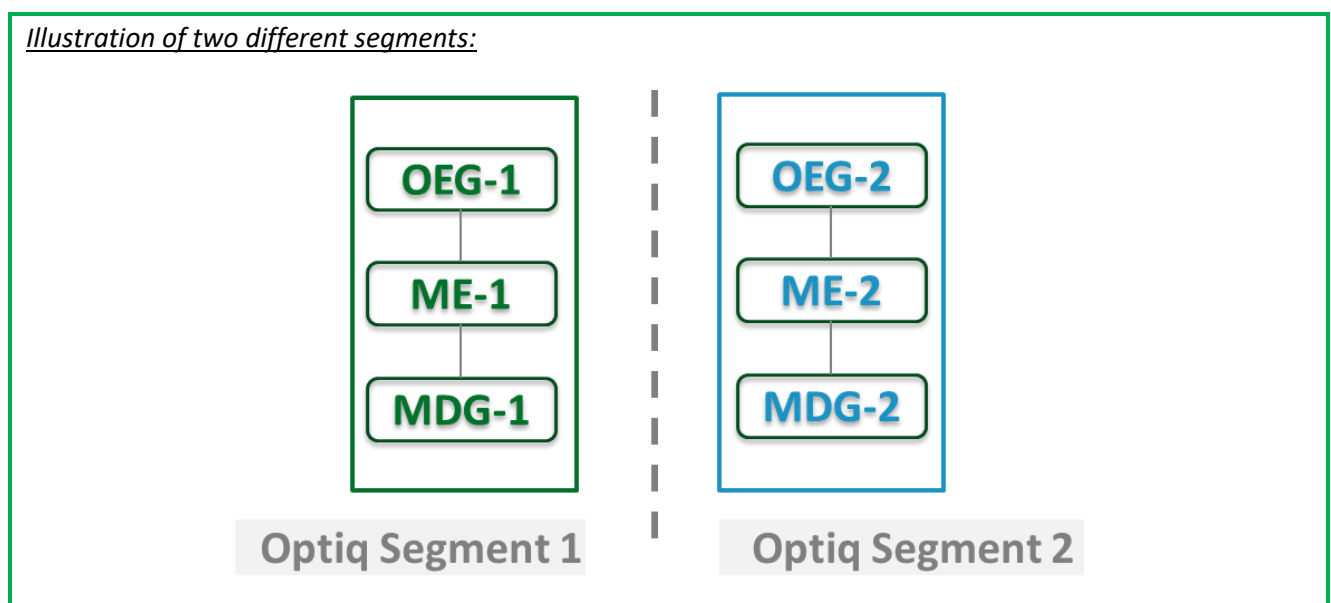 Illustration of two different segments:
OEG-1
ME-1
MDG-1
Optiq Segment 1
OEG-2
ME-2
MDG-2
Optiq Segment 2